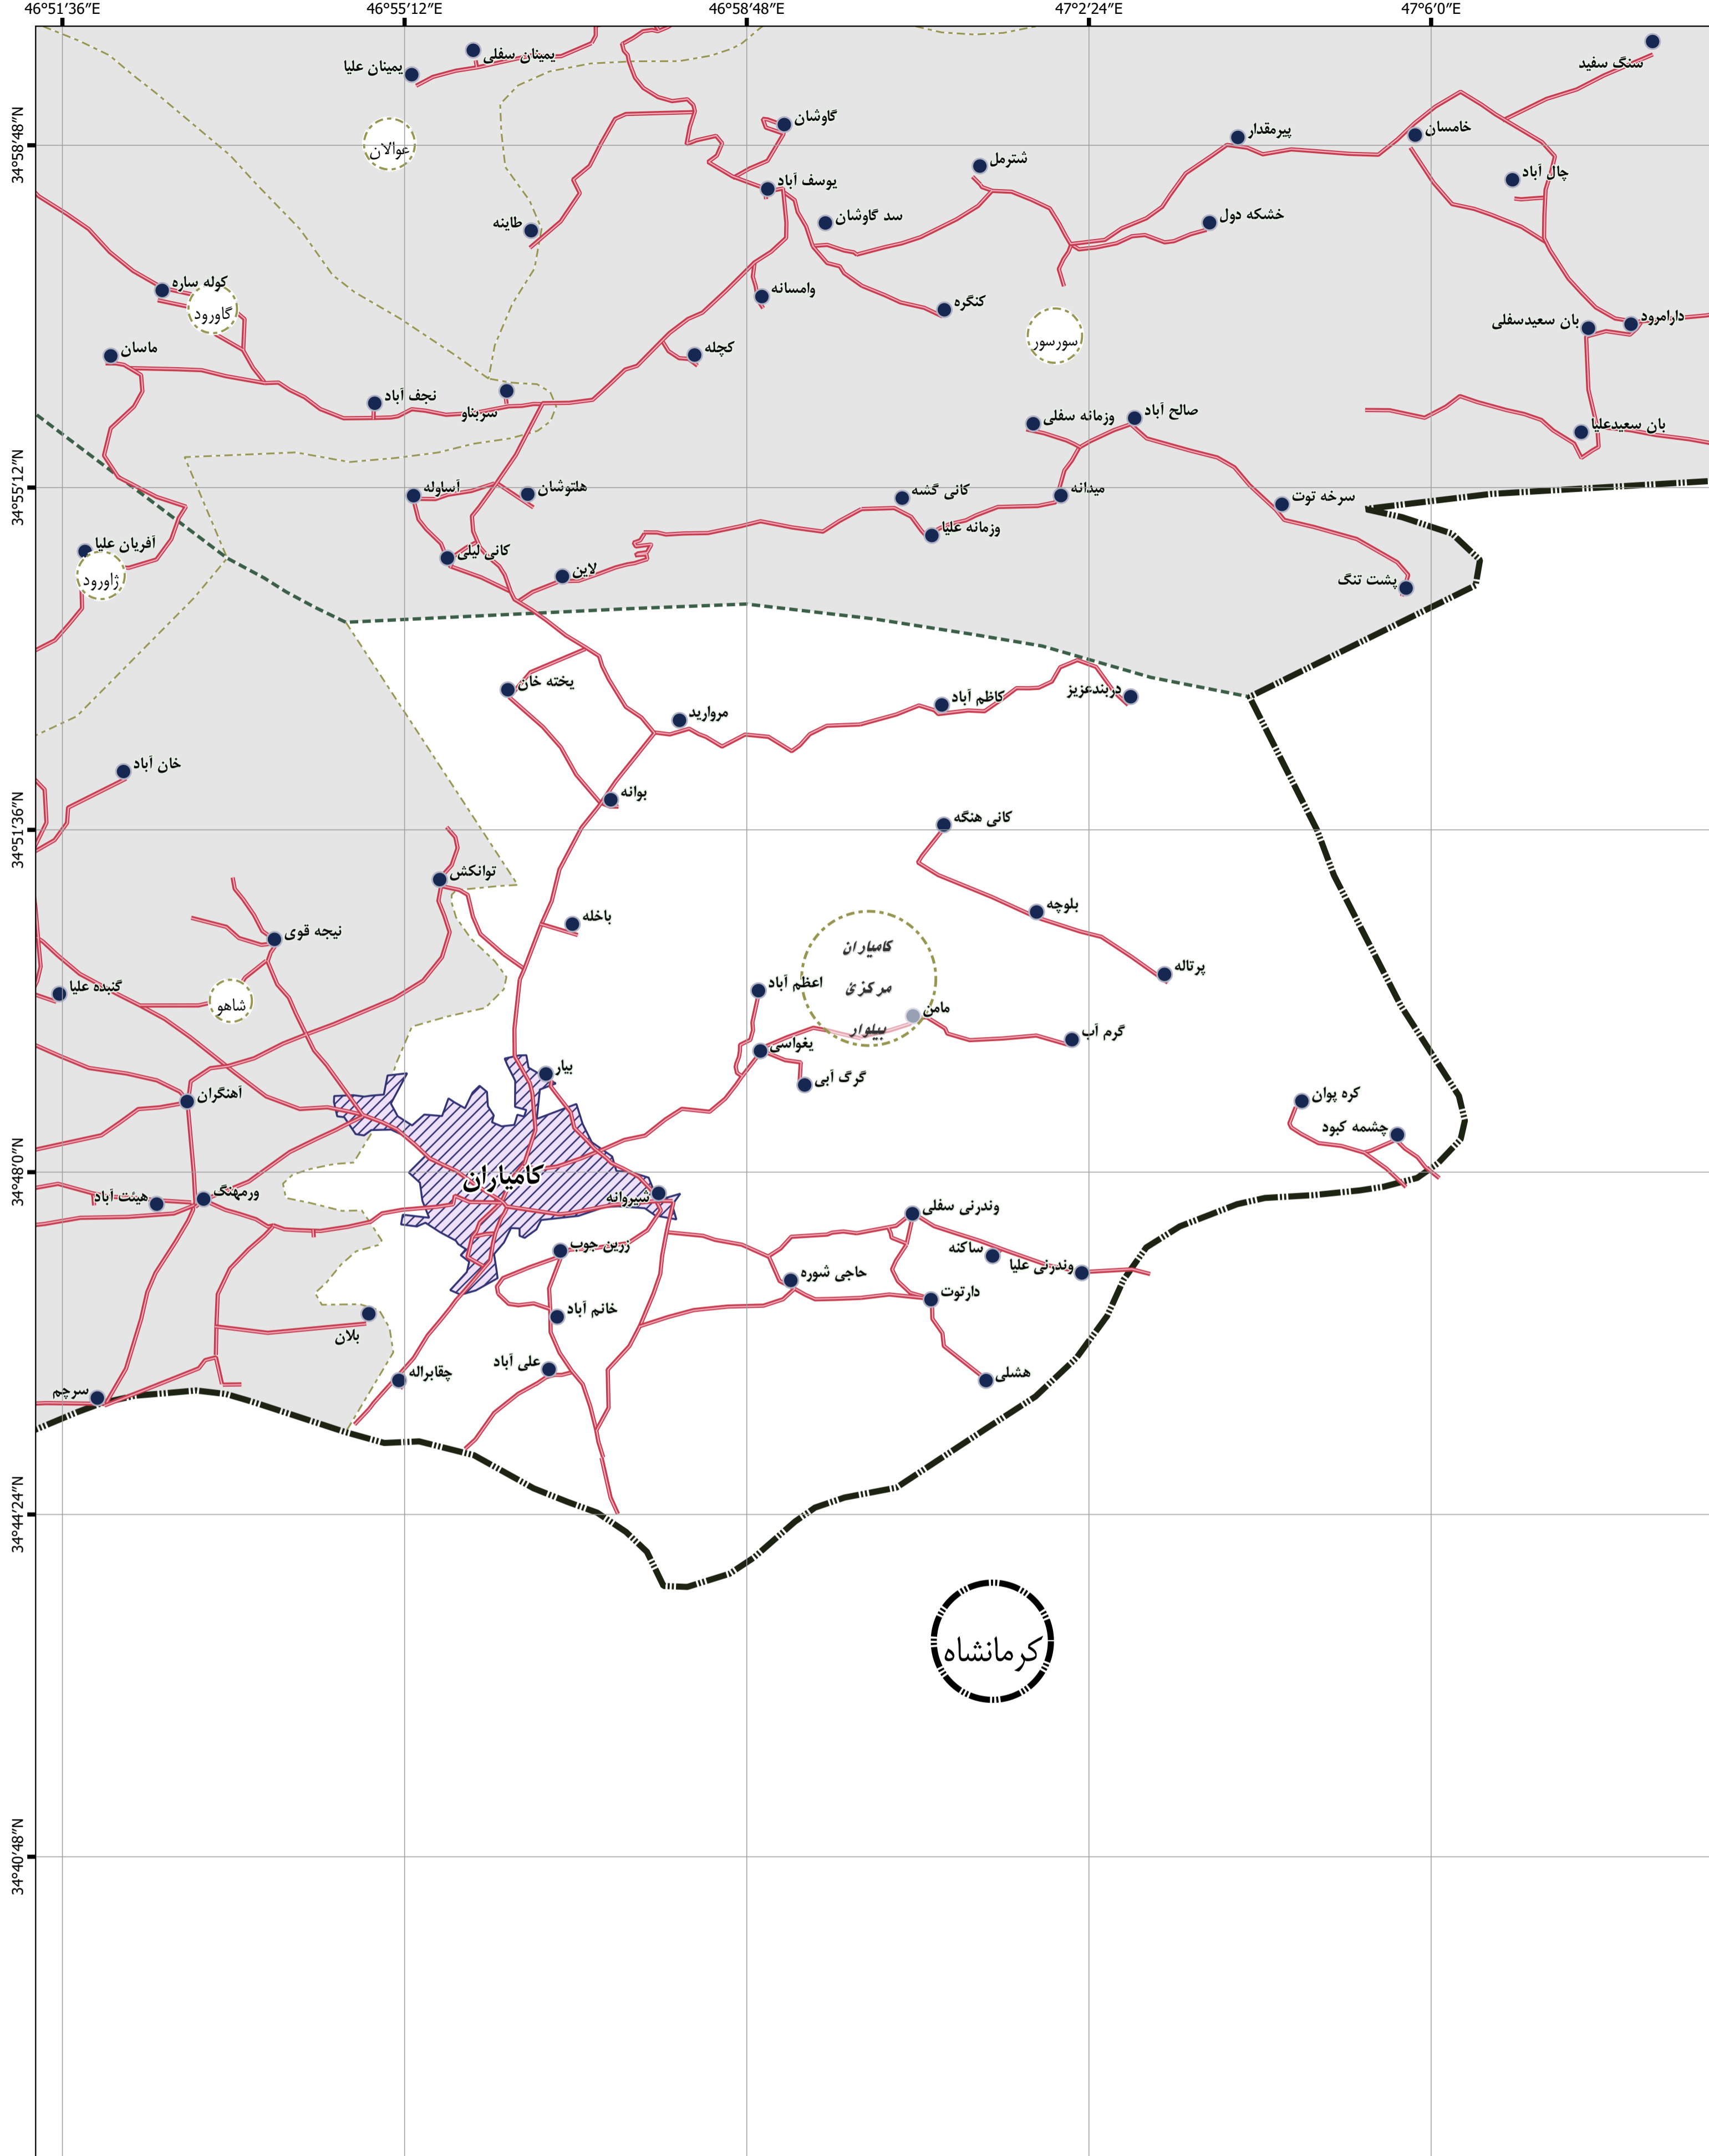 46°51′36″E
46°55′12″E
46°58′48″E
47°2′24″E
47°6′0″E
یمینان سفلی
یمینان علیا
سنگ سفید
34°58′48″N
گاوشان
پیرمقدار
خامسان
عوالان
شترمل
چال آباد
یوسف آباد
سد گاوشان
خشکه دول
طاینه
کوله ساره
وامسانه
کنگره
گاورود
دارامرود
بان سعیدسفلی
سورسور
ماسان
کچله
نجف آباد
سربناو
وزمانه سفلی
صالح آباد
بان سعیدعلیا
34°55′12″N
آساوله
هلتوشان
کانی گشه
میدانه
سرخه توت
وزمانه علیا
آفریان علیا
کانی لیلی
ژاورود
لاین
پشت تنگ
یخته خان
دربندعزیز
کاظم آباد
مروارید
خان آباد
بوانه
34°51′36″N
کانی هنگه
توانکش
بلوچه
باخله
نیجه قوی
کامیاران
مرکزی
بیلوار
پرتاله
اعظم آباد
گنبده علیا
شاهو
مامن
گرم آب
یغواسی
بیار
گرگ آبی
آهنگران
کره پوان
چشمه کبود
34°48′0″N
کامیاران
هیئت آباد
ورمهنگ
شیروانه
وندرنی سفلی
زرین جوب
ساکنه
وندرنی علیا
حاجی شوره
دارتوت
خانم آباد
بلان
علی آباد
چقابراله
هشلی
سرچم
34°44′24″N
کرمانشاه
34°40′48″N